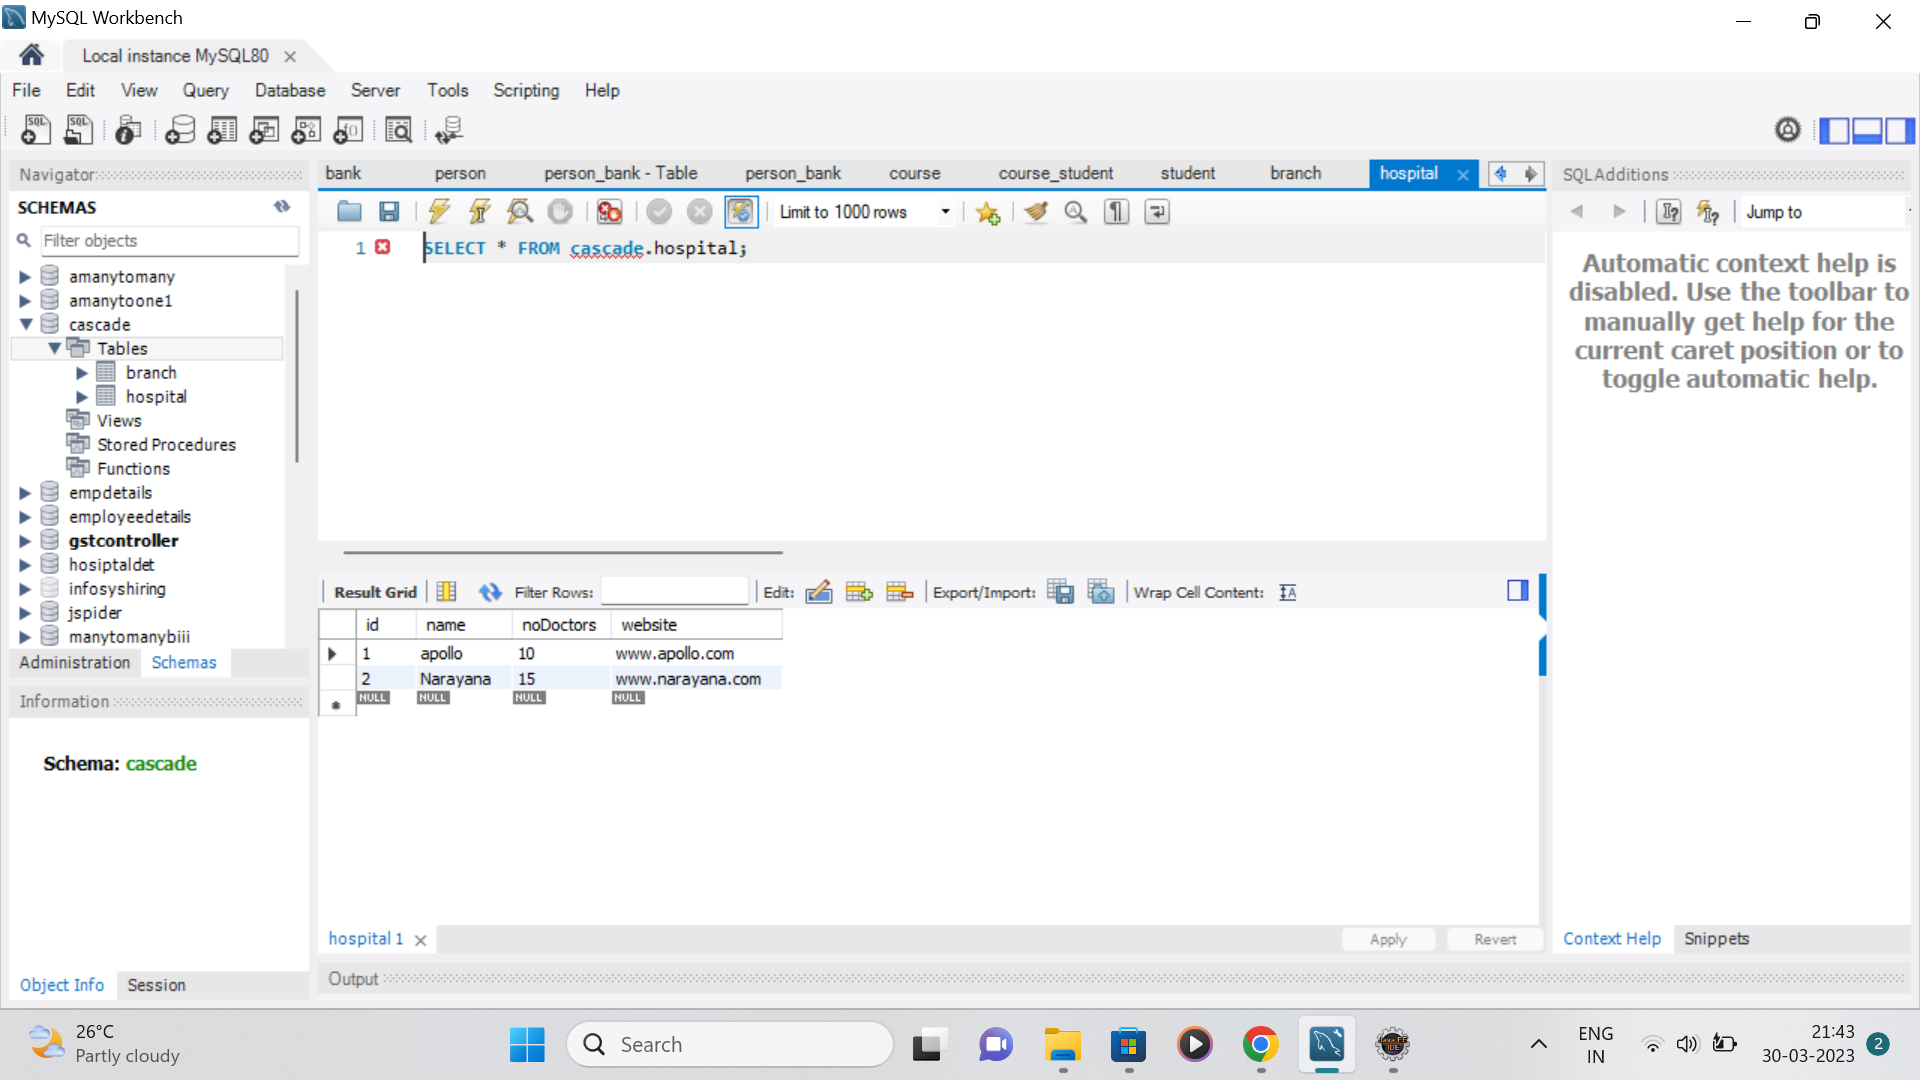 MySQL Workbench
Local instance MySQL80
File Edit View Query Database Server Tools Scripting Help
Navigator
SCHEMAS
Filter objects
amanytomany
amanytoone1
cascade
Tables
branch
hospital
Views
Stored Procedures
Functions
empdetails
employeedetails
gstcontroller
hosiptaldet
infosyshiring
jspider
manytomanybiii
Administration Schemas
Information
Schema: cascade
Object Info Session
bank person person_bank - Table person_bank course course_student student branch hospital
Limit to 1000 rows
1 SELECT * FROM cascade.hospital;
Result Grid Filter Rows: Edit: Export/Import: Wrap Cell Content:
id name noDoctors website
1 apollo 10 www.apollo.com
2 Narayana 15 www.narayana.com
NULL NULL NULL NULL
hospital 1
Apply Revert
Output
SQLAdditions
Jump to
Automatic context help is
disabled. Use the toolbar to
manually get help for the
current caret position or to
toggle automatic help.
Context Help Snippets
26°C
Partly cloudy
Search
ENG
IN
21:43
30-03-2023
2